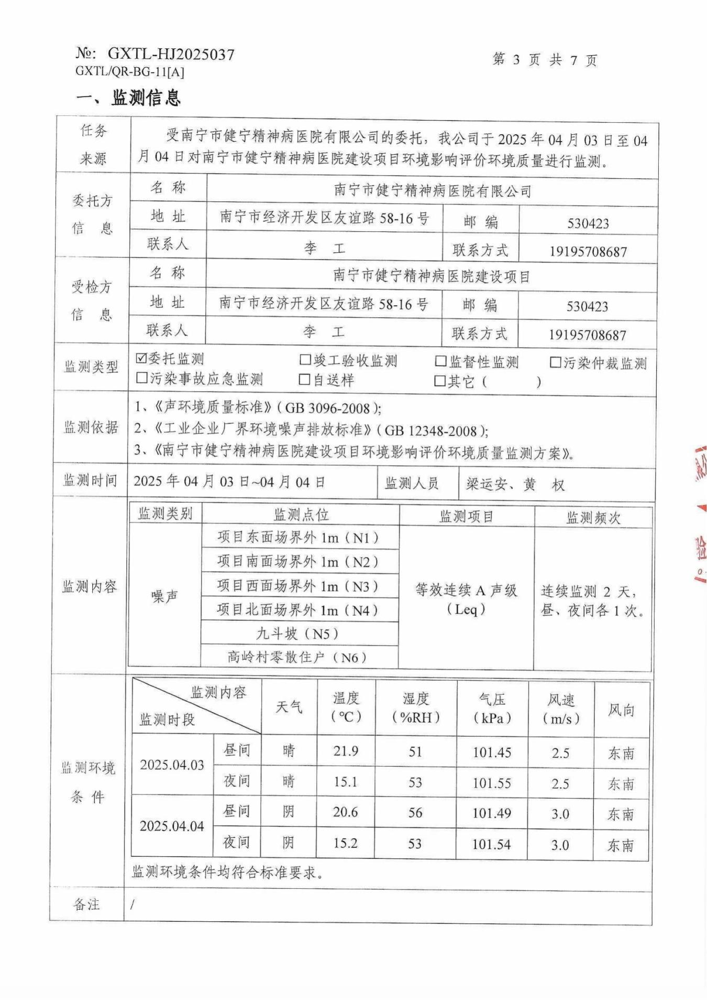 №: GXTL-HJ2025037
第 3 页 共 7 页
GXTL/QR-BG-11[A]
一、监测信息
任务来源
受南宁市健宁精神病医院有限公司的委托，我公司于 2025 年 04 月 03 日至 04
月 04 日对南宁市健宁精神病医院建设项目环境影响评价环境质量进行监测。
委托方信 息
名 称 南宁市健宁精神病医院有限公司
地 址 南宁市经济开发区友谊路 58-16 号 邮 编 530423
联系人 李 工 联系方式 19195708687
受检方信 息
名 称 南宁市健宁精神病医院建设项目
地 址 南宁市经济开发区友谊路 58-16 号 邮 编 530423
联系人 李 工 联系方式 19195708687
监测类型
☑委托监测 □竣工验收监测 □监督性监测 □污染仲裁监测
□污染事故应急监测 □自送样 □其它（ ）
监测依据
1、《声环境质量标准》（GB 3096-2008）;
2、《工业企业厂界环境噪声排放标准》（GB 12348-2008）;
3、《南宁市健宁精神病医院建设项目环境影响评价环境质量监测方案》。
监测时间 2025 年 04 月 03 日~04 月 04 日 监测人员 梁运安、黄 权
监测内容
监测类别 监测点位 监测项目 监测频次
噪声
项目东面场界外 1m（N1）
项目南面场界外 1m（N2）
项目西面场界外 1m（N3）
项目北面场界外 1m（N4）
九斗坡（N5）
高岭村零散住户（N6）
等效连续 A 声级
（Leq）
连续监测 2 天，
昼、夜间各 1 次。
监测环境条 件
监测内容 监测时段 天气 温度（℃） 湿度（%RH） 气压（kPa） 风速（m/s） 风向
2025.04.03 昼间 晴 21.9 51 101.45 2.5 东南
夜间 晴 15.1 53 101.55 2.5 东南
2025.04.04 昼间 阴 20.6 56 101.49 3.0 东南
夜间 阴 15.2 53 101.54 3.0 东南
监测环境条件均符合标准要求。
备注 /
验